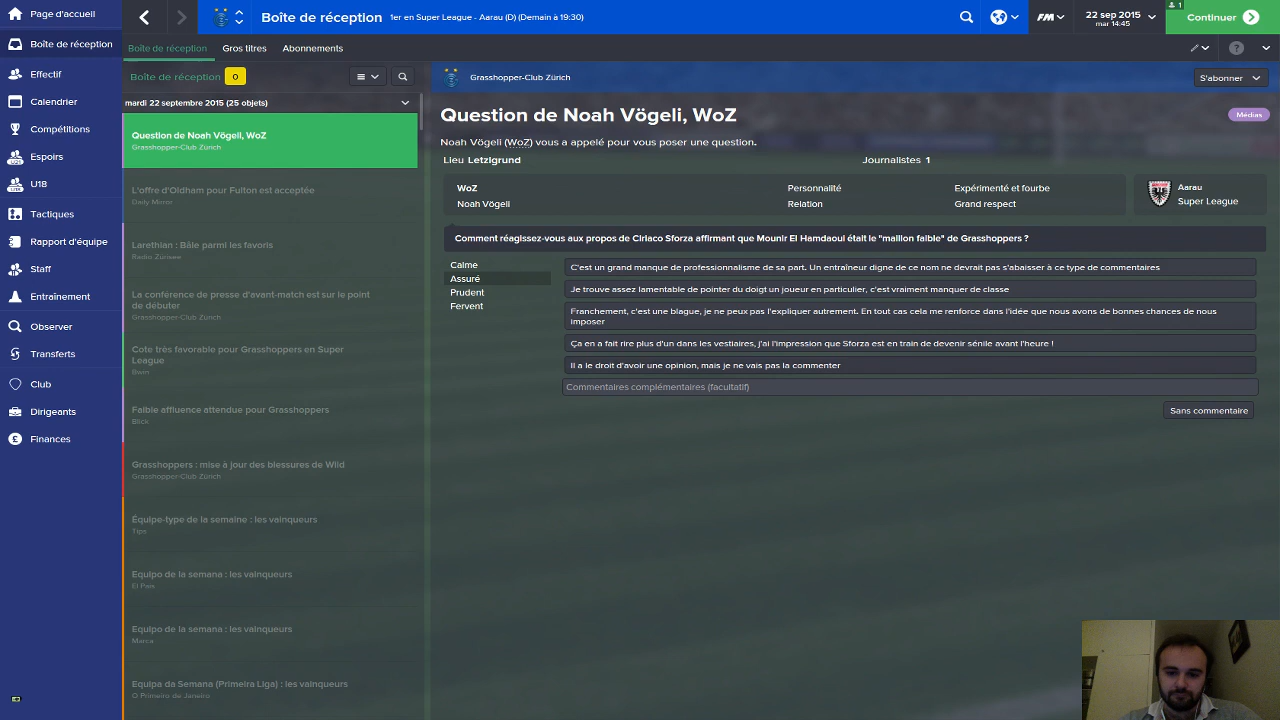 Page d'accueil
Boîte de réception
Effectif
Calendrier
Compétitions
Espoirs
U18
Tactiques
Rapport d'équipe
Staff
Entraînement
Observer
Transferts
Club
Dirigeants
Finances
Boîte de réception
1er en Super League - Aarau (D) (Demain à 19:30)
FM
22 sep 2015
mar 14:45
1
Continuer
Boîte de réception
Gros titres
Abonnements
?
Boîte de réception
0
mardi 22 septembre 2015 (25 objets)
Question de Noah Vögeli, WoZ
Grasshopper-Club Zürich
L'offre d'Oldham pour Fulton est acceptée
Daily Mirror
Larethian : Bâle parmi les favoris
Radio Zürisee
La conférence de presse d'avant-match est sur le point
de débuter
Grasshopper-Club Zürich
Cote très favorable pour Grasshoppers en Super
League
Bwin
Faible affluence attendue pour Grasshoppers
Blick
Grasshoppers : mise à jour des blessures de Wild
Grasshopper-Club Zürich
Équipe-type de la semaine : les vainqueurs
Tips
Equipo de la semana : les vainqueurs
El País
Equipo de la semana : les vainqueurs
Marca
Equipa da Semana (Primeira Liga) : les vainqueurs
O Primeiro de Janeiro
Grasshopper-Club Zürich
S'abonner
Question de Noah Vögeli, WoZ
Médias
Noah Vögeli (WoZ) vous a appelé pour vous poser une question.
Lieu Letzigrund
Journalistes 1
WoZ
Personnalité
Expérimenté et fourbe
Noah Vögeli
Relation
Grand respect
Aarau
Super League
Comment réagissez-vous aux propos de Ciriaco Sforza affirmant que Mounir El Hamdaoui était le "maillon faible" de Grasshoppers ?
Calme
Assuré
Prudent
Fervent
C'est un grand manque de professionnalisme de sa part. Un entraîneur digne de ce nom ne devrait pas s'abaisser à ce type de commentaires
Je trouve assez lamentable de pointer du doigt un joueur en particulier, c'est vraiment manquer de classe
Franchement, c'est une blague, je ne peux pas l'expliquer autrement. En tout cas cela me renforce dans l'idée que nous avons de bonnes chances de nous
imposer
Ça en a fait rire plus d'un dans les vestiaires, j'ai l'impression que Sforza est en train de devenir sénile avant l'heure !
Il a le droit d'avoir une opinion, mais je ne vais pas la commenter
Commentaires complémentaires (facultatif)
Sans commentaire